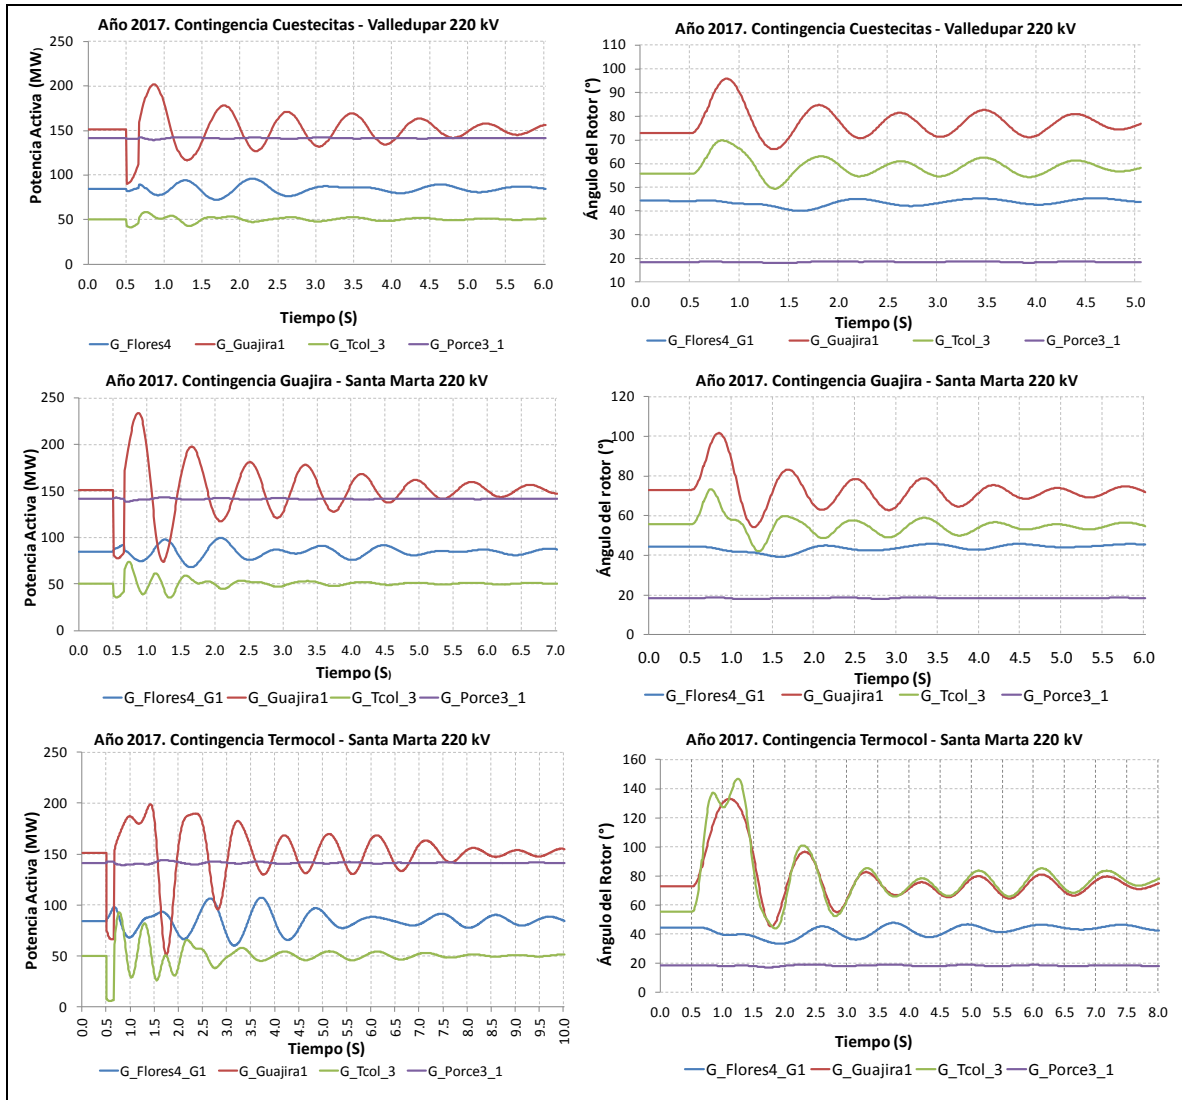 Año 2017. Contingencia Cuestecitas - Valledupar 220 kV
Potencia Activa (MW)
250
200
150
100
50
0
0.0 0.5 1.0 1.5 2.0 2.5 3.0 3.5 4.0 4.5 5.0 5.5 6.0
Tiempo (S)
G_Flores4 G_Guajira1 G_Tcol_3 G_Porce3_1
Año 2017. Contingencia Cuestecitas - Valledupar 220 kV
Ángulo del Rotor (°)
110
100
90
80
70
60
50
40
30
20
10
0.0 0.5 1.0 1.5 2.0 2.5 3.0 3.5 4.0 4.5 5.0
Tiempo (S)
G_Flores4_G1 G_Guajira1 G_Tcol_3 G_Porce3_1
Año 2017. Contingencia Guajira - Santa Marta 220 kV
Potencia Activa (MW)
250
200
150
100
50
0
0.0 0.5 1.0 1.5 2.0 2.5 3.0 3.5 4.0 4.5 5.0 5.5 6.0 6.5 7.0
Tiempo (S)
G_Flores4_G1 G_Guajira1 G_Tcol_3 G_Porce3_1
Año 2017. Contingencia Guajira - Santa Marta 220 kV
Ángulo del rotor (°)
120
100
80
60
40
20
0
0.0 0.5 1.0 1.5 2.0 2.5 3.0 3.5 4.0 4.5 5.0 5.5 6.0
Tiempo (S)
G_Flores4_G1 G_Guajira1 G_Tcol_3 G_Porce3_1
Año 2017. Contingencia Termocol - Santa Marta 220 kV
Potencia Activa (MW)
250
200
150
100
50
0
0.0 0.5 1.0 1.5 2.0 2.5 3.0 3.5 4.0 4.5 5.0 5.5 6.0 6.5 7.0 7.5 8.0 8.5 9.0 9.5 10.0
Tiempo (S)
G_Flores4_G1 G_Guajira1 G_Tcol_3 G_Porce3_1
Año 2017. Contingencia Termocol - Santa Marta 220 kV
Ángulo del Rotor (°)
160
140
120
100
80
60
40
20
0
0.0 0.5 1.0 1.5 2.0 2.5 3.0 3.5 4.0 4.5 5.0 5.5 6.0 6.5 7.0 7.5 8.0
Tiempo (S)
G_Flores4_G1 G_Guajira1 G_Tcol_3 G_Porce3_1